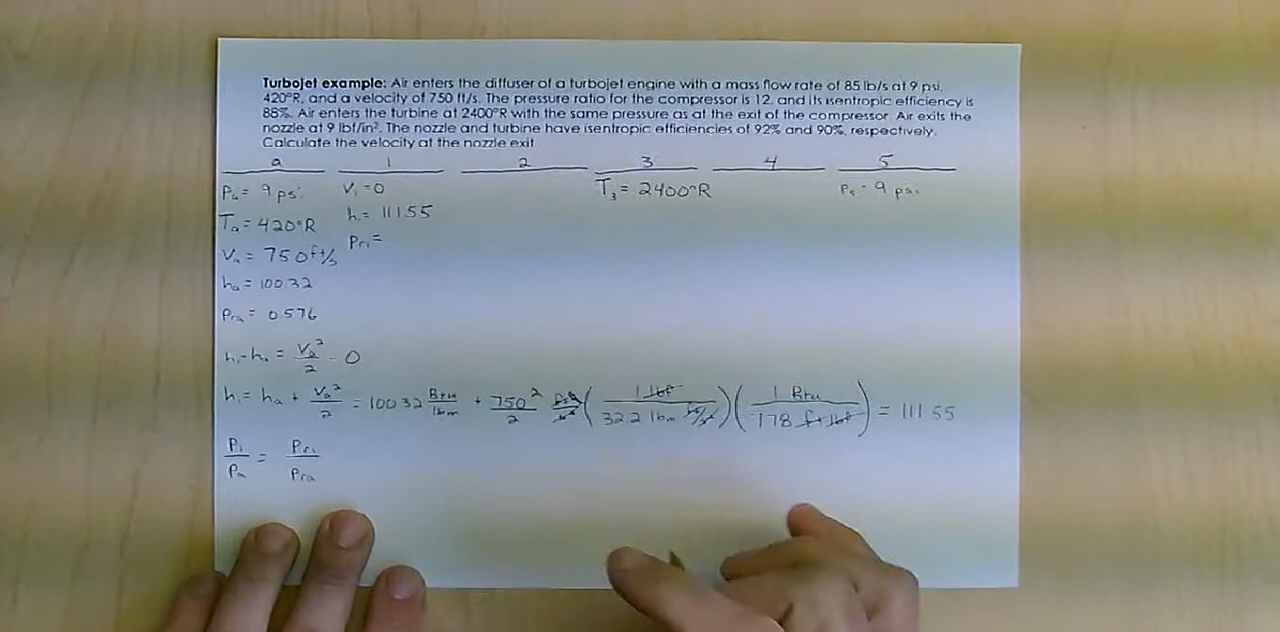 Turbojet example: Air enters the diffuser of a turbojet engine with a mass flow rate of 85 lb/s at 9 psi,
420°R, and a velocity of 750 ft/s. The pressure ratio for the compressor is 12, and its isentropic efficiency is
88%. Air enters the turbine at 2400°R with the same pressure as at the exit of the compressor. Air exits the
nozzle at 9 lbf/in². The nozzle and turbine have isentropic efficiencies of 92% and 90%, respectively.
Calculate the velocity at the nozzle exit
a 1 2 3 4 5
Pₐ = 9 psi V₁ = 0 T₃ = 2400°R P₅ = 9 psi
Tₐ = 420°R h₁ = 111.55
Vₐ = 750 ft/s Pr₁ =
hₐ = 100.32
Prₐ = 0.576
h₁ - hₐ = Vₐ²/2 - 0
h₁ = hₐ + Vₐ²/2 = 100.32 Btu/lbm + 750²/2 ft²/s² (1 lbf / 32.2 lbm ft/s²) (1 Btu / 778 ft·lbf) = 111.55
P₁/Pₐ = Pr₁/Prₐ